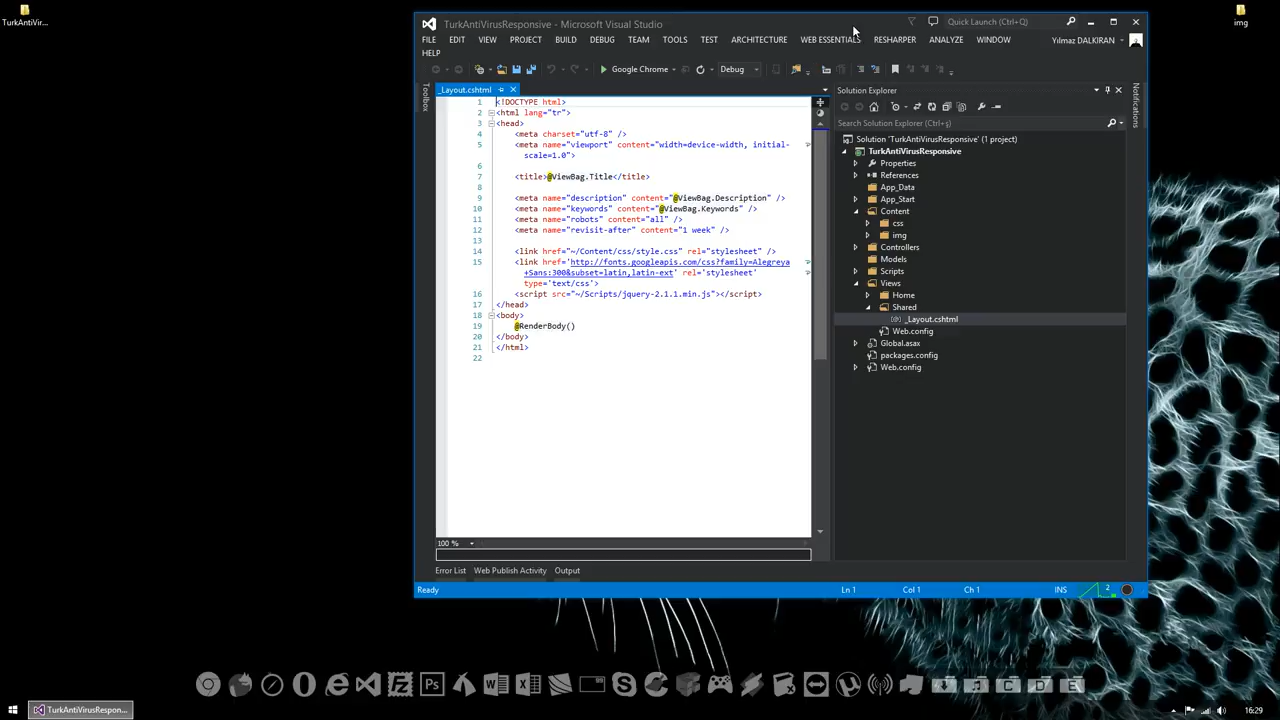 TurkAntiVir...
img
TurkAntiVirusResponsive - Microsoft Visual Studio
Quick Launch (Ctrl+Q)
FILE EDIT VIEW PROJECT BUILD DEBUG TEAM TOOLS TEST ARCHITECTURE WEB ESSENTIALS RESHARPER ANALYZE WINDOW
Yılmaz DALKIRAN
HELP
Google Chrome
Debug
Toolbox
_Layout.cshtml
1 <!DOCTYPE html>
2 <html lang="tr">
3 <head>
4 <meta charset="utf-8" />
5 <meta name="viewport" content="width=device-width, initial-
scale=1.0">
6
7 <title>@ViewBag.Title</title>
8
9 <meta name="description" content="@ViewBag.Description" />
10 <meta name="keywords" content="@ViewBag.Keywords" />
11 <meta name="robots" content="all" />
12 <meta name="revisit-after" content="1 week" />
13
14 <link href="~/Content/css/style.css" rel="stylesheet" />
15 <link href='http://fonts.googleapis.com/css?family=Alegreya
+Sans:300&subset=latin,latin-ext' rel='stylesheet'
type='text/css'>
16 <script src="~/Scripts/jquery-2.1.1.min.js"></script>
17 </head>
18 <body>
19 @RenderBody()
20 </body>
21 </html>
22
100 %
Error List Web Publish Activity Output
Solution Explorer
Search Solution Explorer (Ctrl+ş)
Solution 'TurkAntiVirusResponsive' (1 project)
TurkAntiVirusResponsive
Properties
References
App_Data
App_Start
Content
css
img
Controllers
Models
Scripts
Views
Home
Shared
_Layout.cshtml
Web.config
Global.asax
packages.config
Web.config
Notifications
Ready
Ln 1
Col 1
Ch 1
INS
2
TurkAntiVirusRespon...
16:29